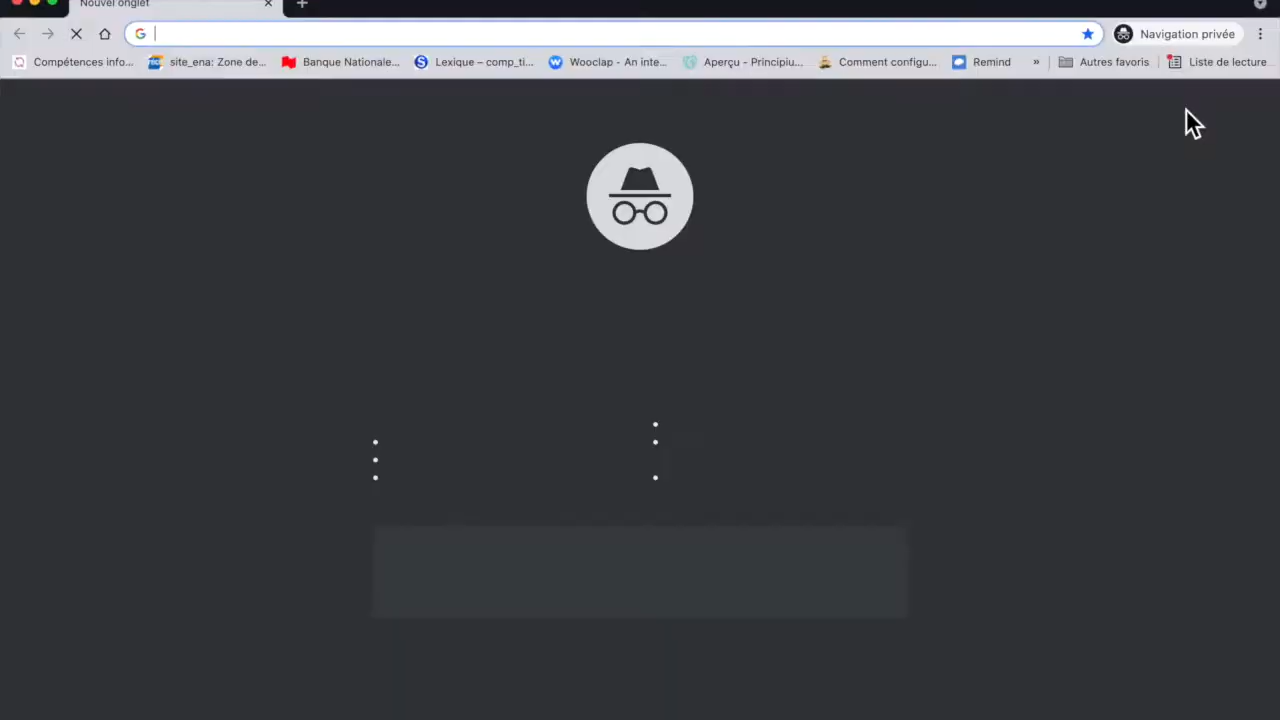 Nouvel onglet
Navigation privée
Compétences info...
site_ena: Zone de...
Banque Nationale...
Lexique – comp_ti...
Wooclap - An inte...
Aperçu - Principiu...
Comment configu...
Remind
»
Autres favoris
Liste de lecture